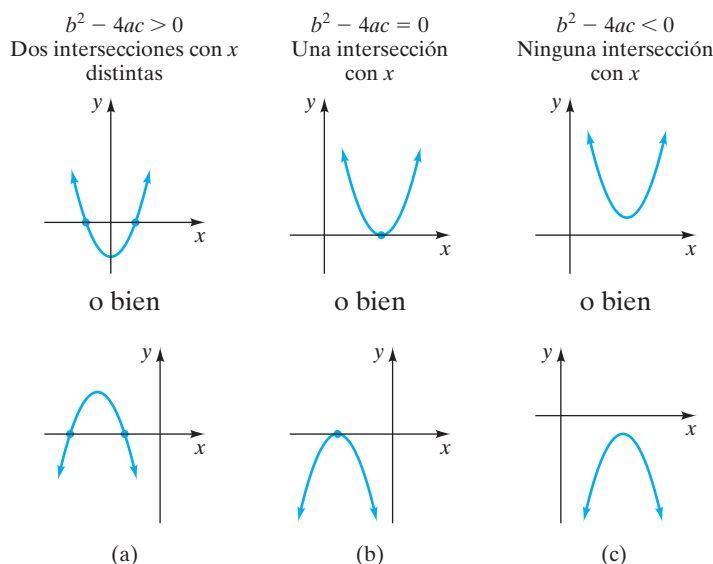 b² − 4ac > 0
Dos intersecciones con x
distintas
b² − 4ac = 0
Una intersección
con x
b² − 4ac < 0
Ninguna intersección
con x
y
x
y
x
y
x
o bien
o bien
o bien
y
x
y
x
y
x
(a)
(b)
(c)